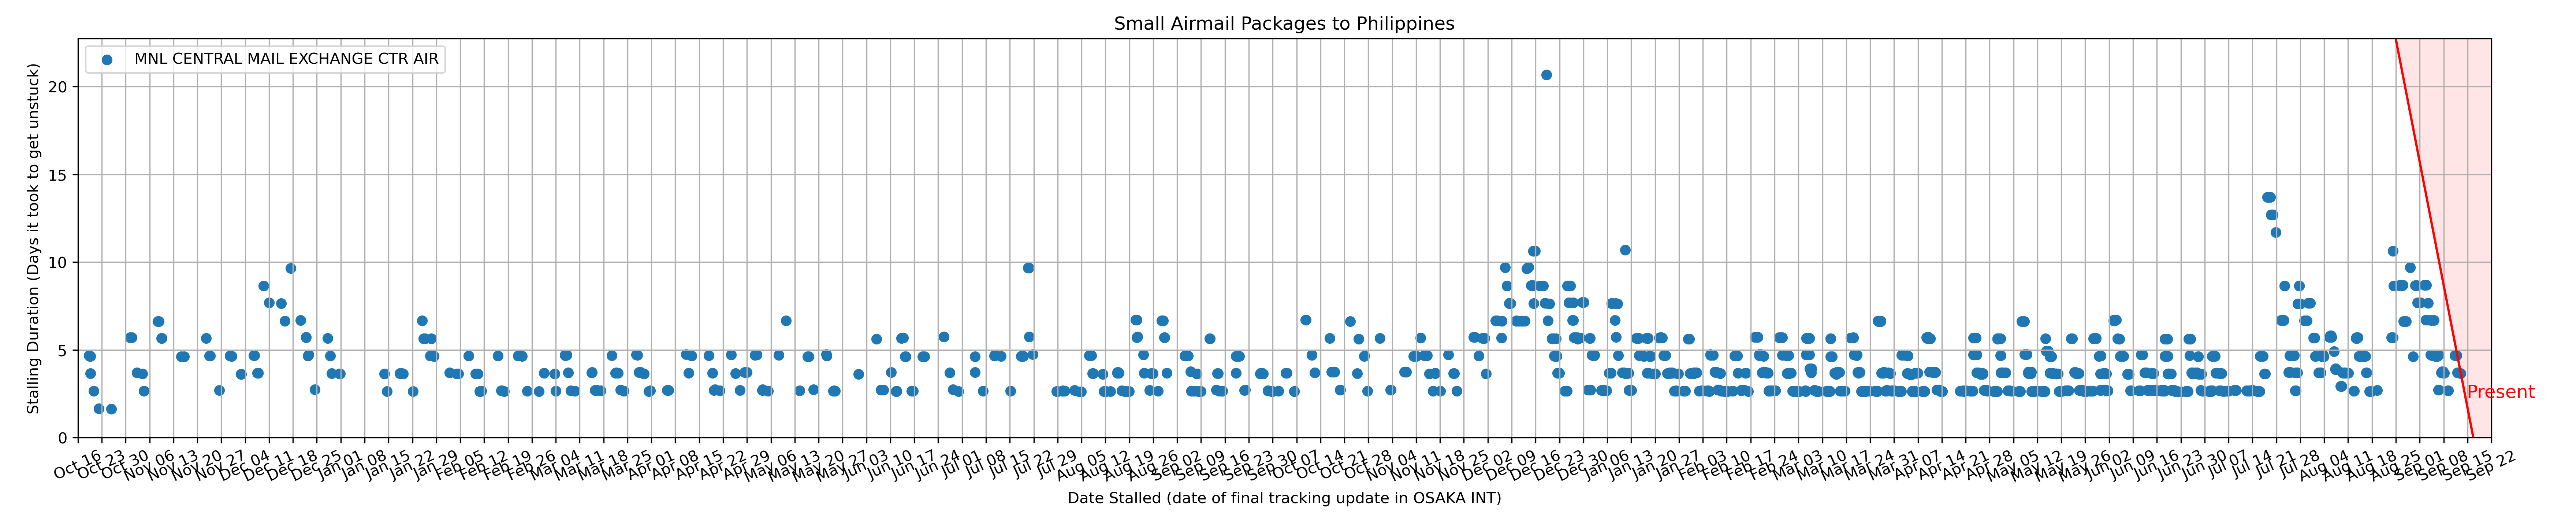 Small Airmail Packages to Philippines
MNL CENTRAL MAIL EXCHANGE CTR AIR
Stalling Duration (Days it took to get unstuck)
20
15
10
5
0
Present
Oct 16
Oct 23
Oct 30
Nov 06
Nov 13
Nov 20
Nov 27
Dec 04
Dec 11
Dec 18
Dec 25
Jan 01
Jan 08
Jan 15
Jan 22
Jan 29
Feb 05
Feb 12
Feb 19
Feb 26
Mar 04
Mar 11
Mar 18
Mar 25
Apr 01
Apr 08
Apr 15
Apr 22
Apr 29
May 06
May 13
May 20
May 27
Jun 03
Jun 10
Jun 17
Jun 24
Jul 01
Jul 08
Jul 15
Jul 22
Jul 29
Aug 05
Aug 12
Aug 19
Aug 26
Sep 02
Sep 09
Sep 16
Sep 23
Sep 30
Oct 07
Oct 14
Oct 21
Oct 28
Nov 04
Nov 11
Nov 18
Nov 25
Dec 02
Dec 09
Dec 16
Dec 23
Dec 30
Jan 06
Jan 13
Jan 20
Jan 27
Feb 03
Feb 10
Feb 17
Feb 24
Mar 03
Mar 10
Mar 17
Mar 24
Mar 31
Apr 07
Apr 14
Apr 21
Apr 28
May 05
May 12
May 19
May 26
Jun 02
Jun 09
Jun 16
Jun 23
Jun 30
Jul 07
Jul 14
Jul 21
Jul 28
Aug 04
Aug 11
Aug 18
Aug 25
Sep 01
Sep 08
Sep 15
Sep 22
Date Stalled (date of final tracking update in OSAKA INT)